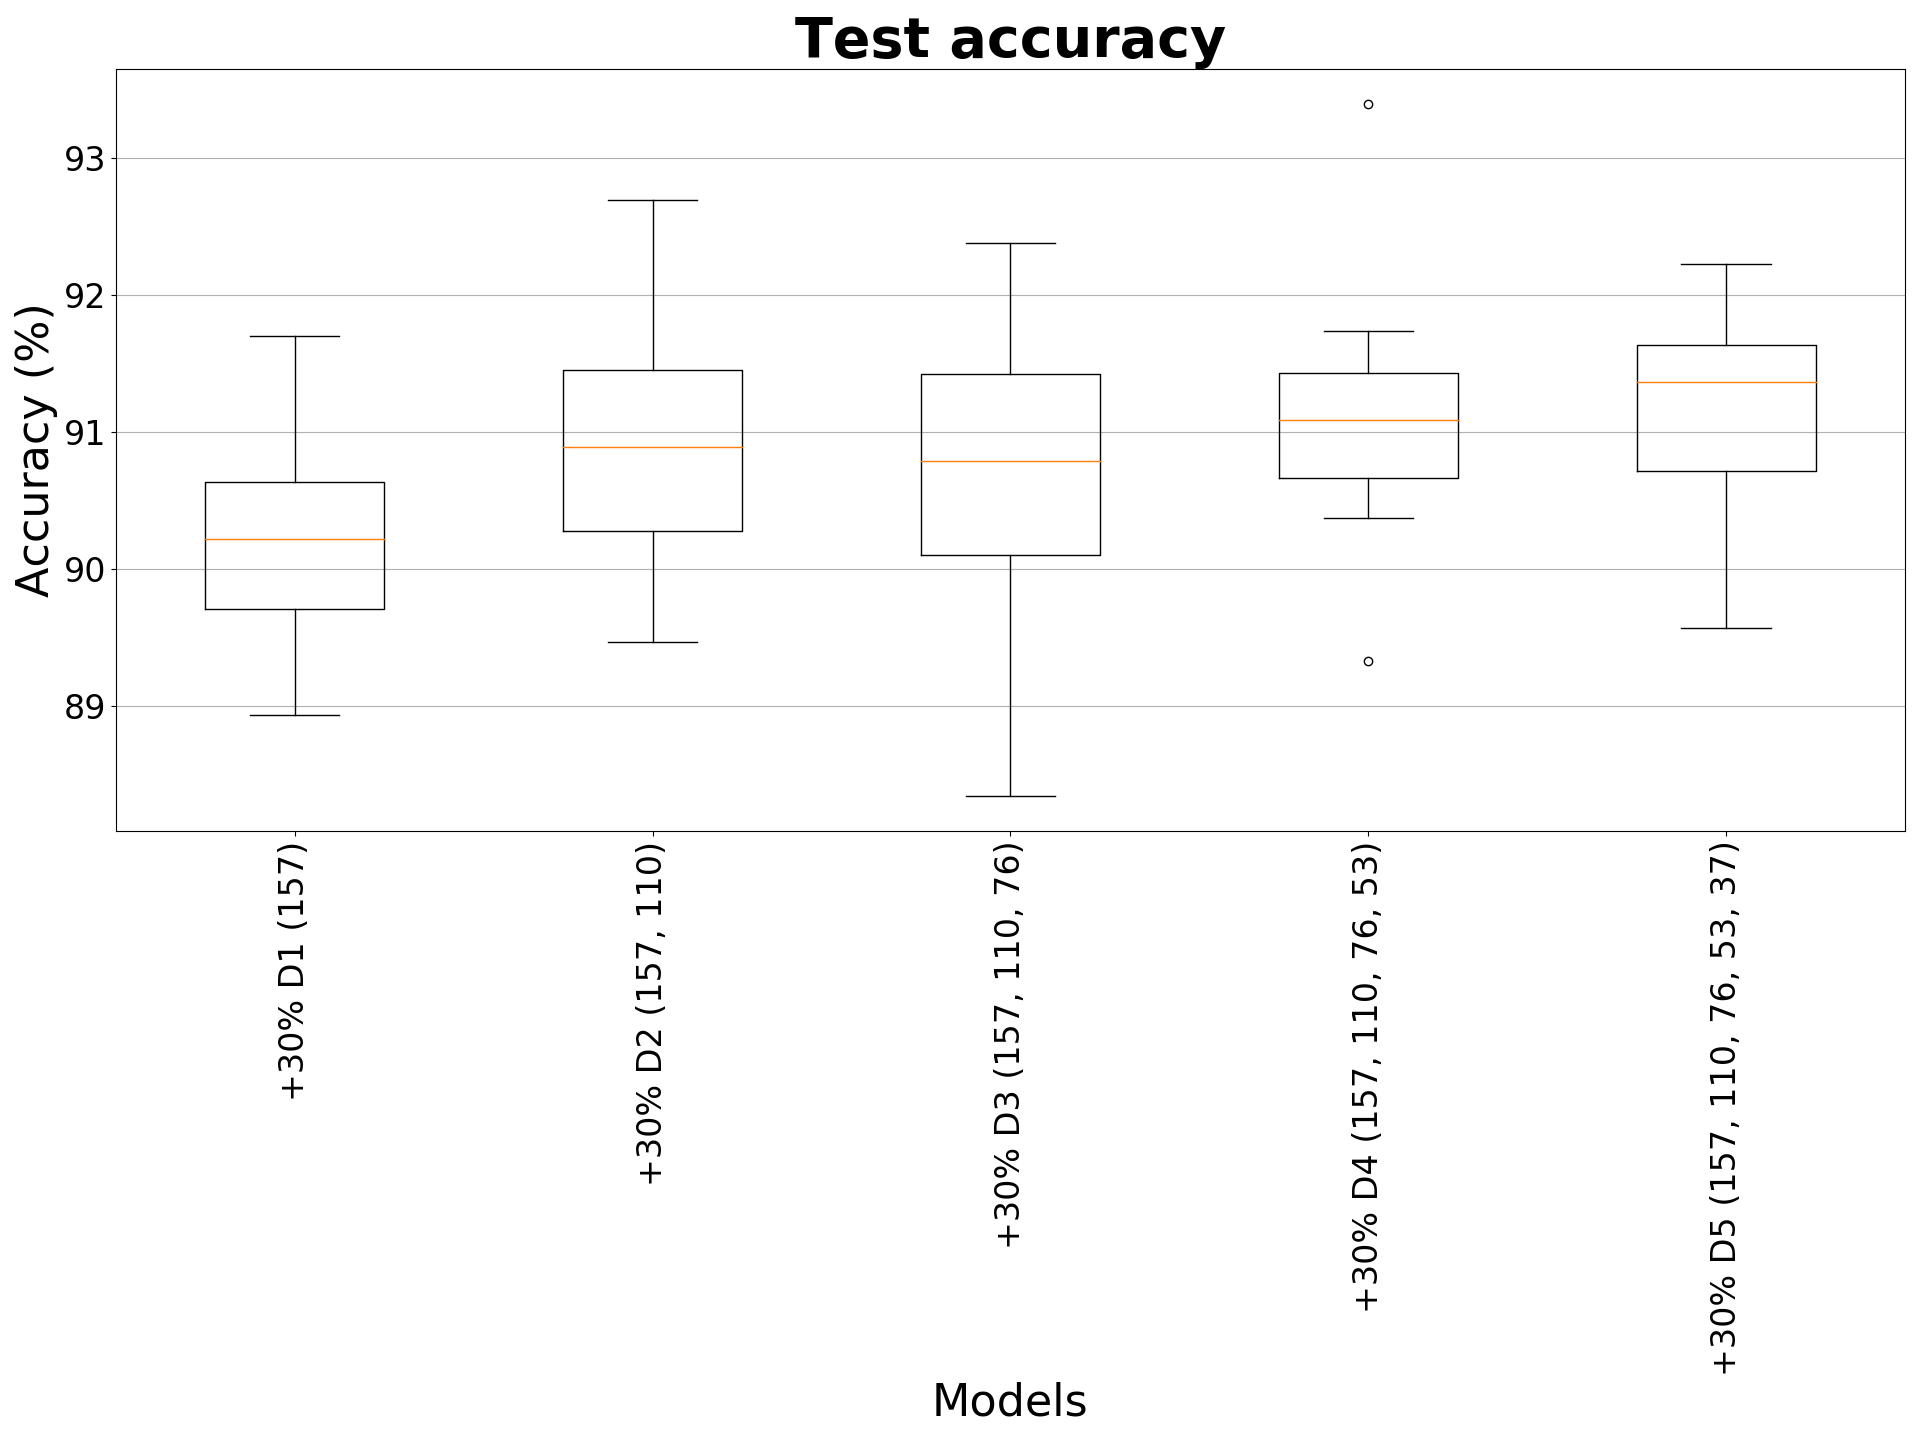 Test accuracy
Accuracy (%)
93
92
91
90
89
+30% D1 (157)
+30% D2 (157, 110)
+30% D3 (157, 110, 76)
+30% D4 (157, 110, 76, 53)
+30% D5 (157, 110, 76, 53, 37)
Models